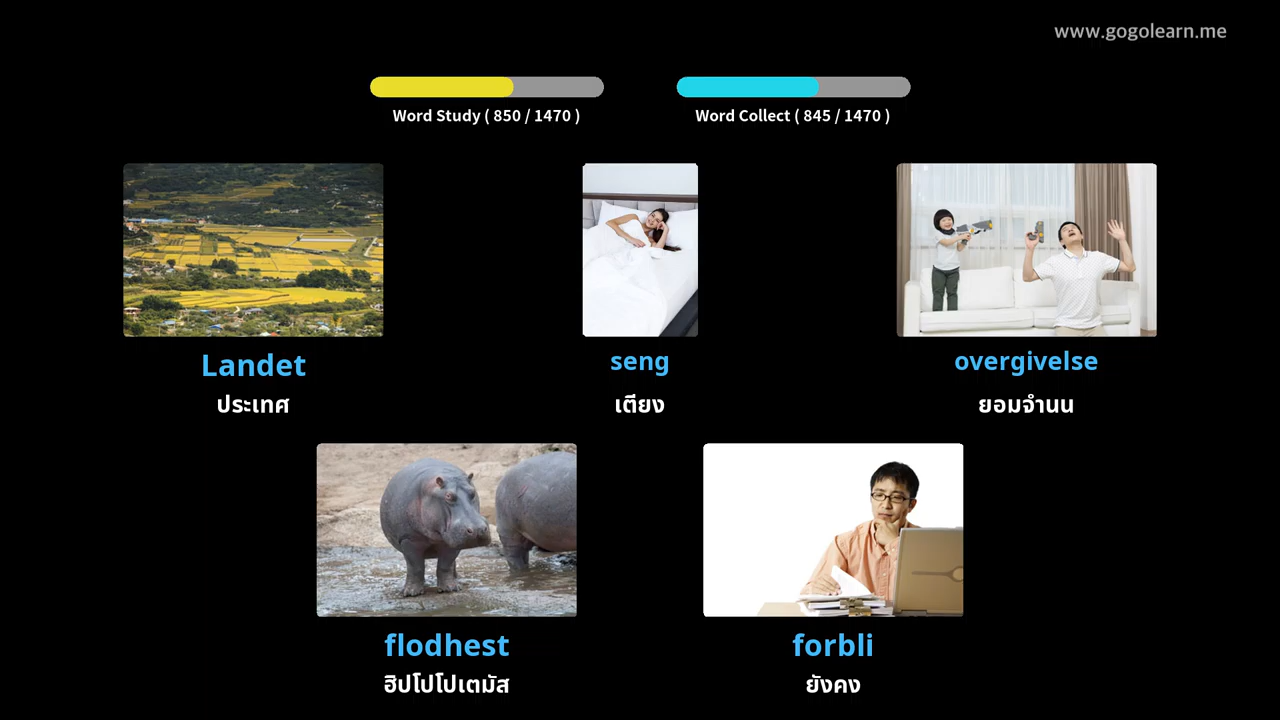 www.gogolearn.me
Word Study ( 850 / 1470 )
Word Collect ( 845 / 1470 )
Landet
ประเทศ
seng
เตียง
overgivelse
ยอมจำนน
flodhest
ฮิปโปโปเตมัส
forbli
ยังคง